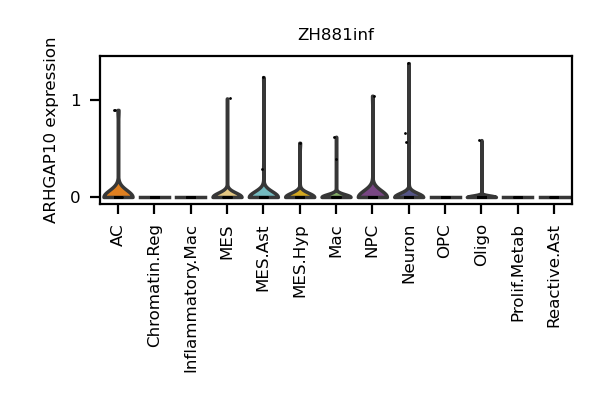 ZH881inf
ARHGAP10 expression
1
0
AC
Chromatin.Reg
Inflammatory.Mac
MES
MES.Ast
MES.Hyp
Mac
NPC
Neuron
OPC
Oligo
Prolif.Metab
Reactive.Ast